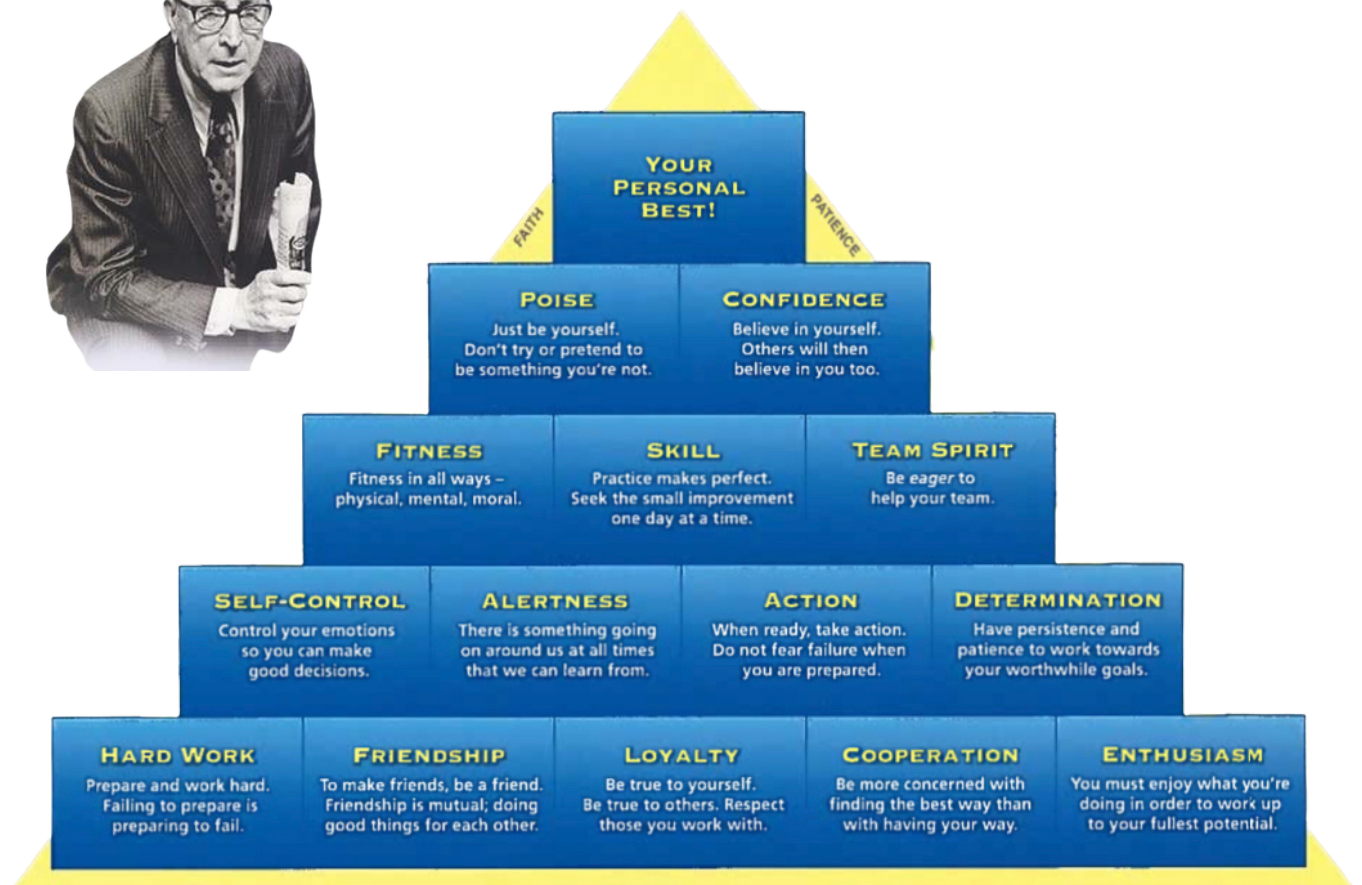 YOUR
PERSONAL
BEST!
FAITH
PATIENCE
POISE
Just be yourself.
Don't try or pretend to
be something you're not.
CONFIDENCE
Believe in yourself.
Others will then
believe in you too.
FITNESS
Fitness in all ways –
physical, mental, moral.
SKILL
Practice makes perfect.
Seek the small improvement
one day at a time.
TEAM SPIRIT
Be eager to
help your team.
SELF-CONTROL
Control your emotions
so you can make
good decisions.
ALERTNESS
There is something going
on around us at all times
that we can learn from.
ACTION
When ready, take action.
Do not fear failure when
you are prepared.
DETERMINATION
Have persistence and
patience to work towards
your worthwhile goals.
HARD WORK
Prepare and work hard.
Failing to prepare is
preparing to fail.
FRIENDSHIP
To make friends, be a friend.
Friendship is mutual; doing
good things for each other.
LOYALTY
Be true to yourself.
Be true to others. Respect
those you work with.
COOPERATION
Be more concerned with
finding the best way than
with having your way.
ENTHUSIASM
You must enjoy what you're
doing in order to work up
to your fullest potential.